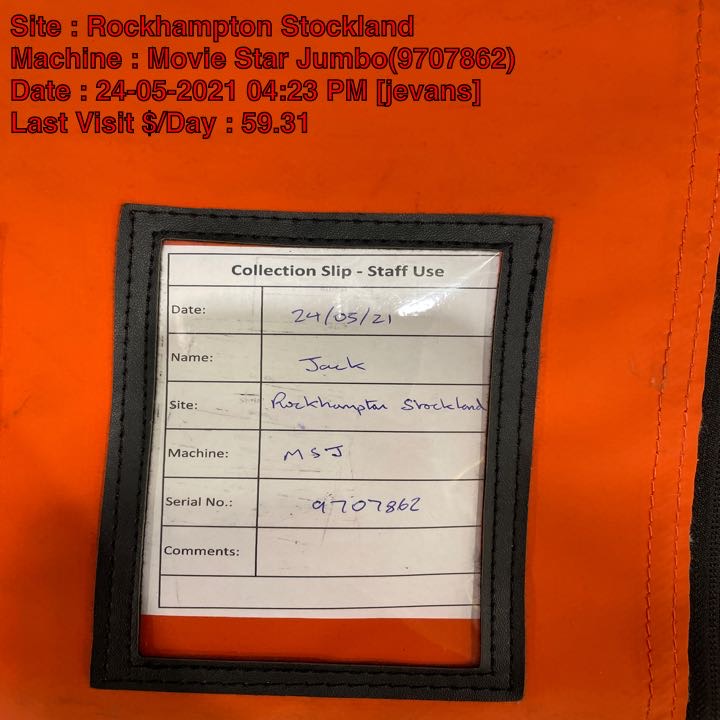 Site : Rockhampton Stockland
Machine : Movie Star Jumbo(9707862)
Date : 24-05-2021 04:23 PM [jevans]
Last Visit $/Day : 59.31
Collection Slip - Staff Use
Date: 24/05/21
Name: Jack
Site: Rockhampton Stockland
Machine: MSJ
Serial No.: 9707862
Comments: